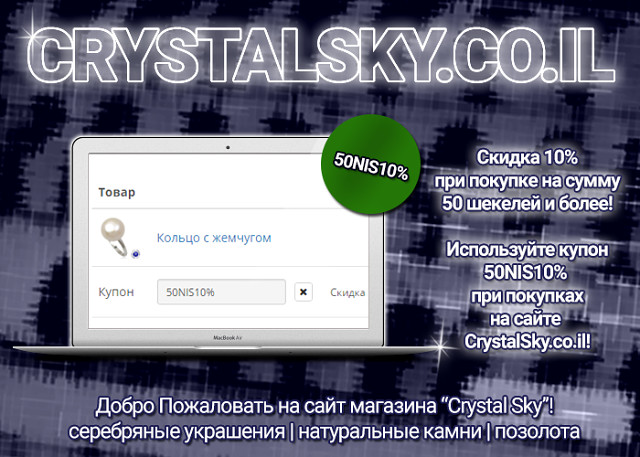 CRYSTALSKY.CO.IL
50NIS10%
Товар
Кольцо с жемчугом
Купон 50NIS10% × Скидка
MacBook Air
Скидка 10%
при покупке на сумму
50 шекелей и более!
Используйте купон
50NIS10%
при покупках
на сайте
CrystalSky.co.il!
Добро Пожаловать на сайт магазина “Crystal Sky”!
серебряные украшения | натуральные камни | позолота